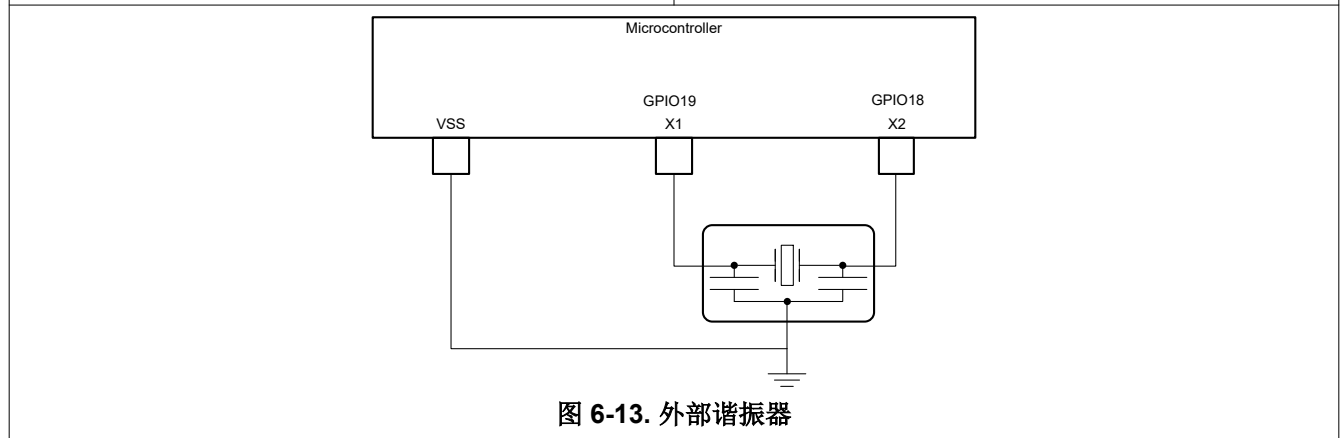 Microcontroller
GPIO19
GPIO18
VSS
X1
X2
图 6-13. 外部谐振器